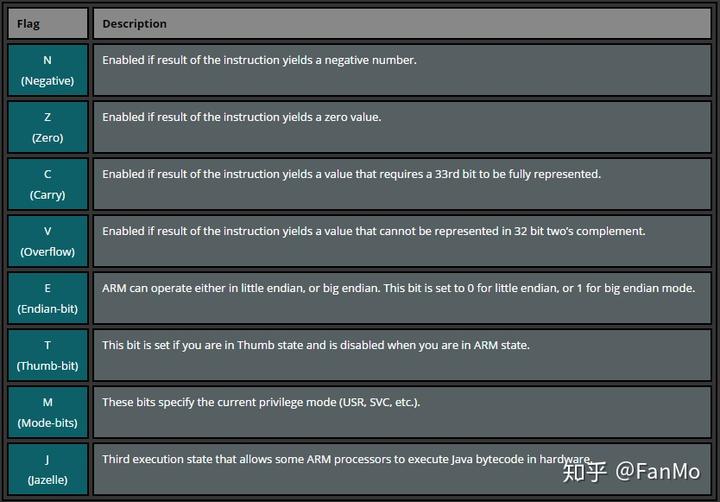 Flag Description
N
(Negative)
Enabled if result of the instruction yields a negative number.
Z
(Zero)
Enabled if result of the instruction yields a zero value.
C
(Carry)
Enabled if result of the instruction yields a value that requires a 33rd bit to be fully represented.
V
(Overflow)
Enabled if result of the instruction yields a value that cannot be represented in 32 bit two's complement.
E
(Endian-bit)
ARM can operate either in little endian, or big endian. This bit is set to 0 for little endian, or 1 for big endian mode.
T
(Thumb-bit)
This bit is set if you are in Thumb state and is disabled when you are in ARM state.
M
(Mode-bits)
These bits specify the current privilege mode (USR, SVC, etc.).
J
(Jazelle)
Third execution state that allows some ARM processors to execute Java bytecode in hardware.
知乎 @FanMo